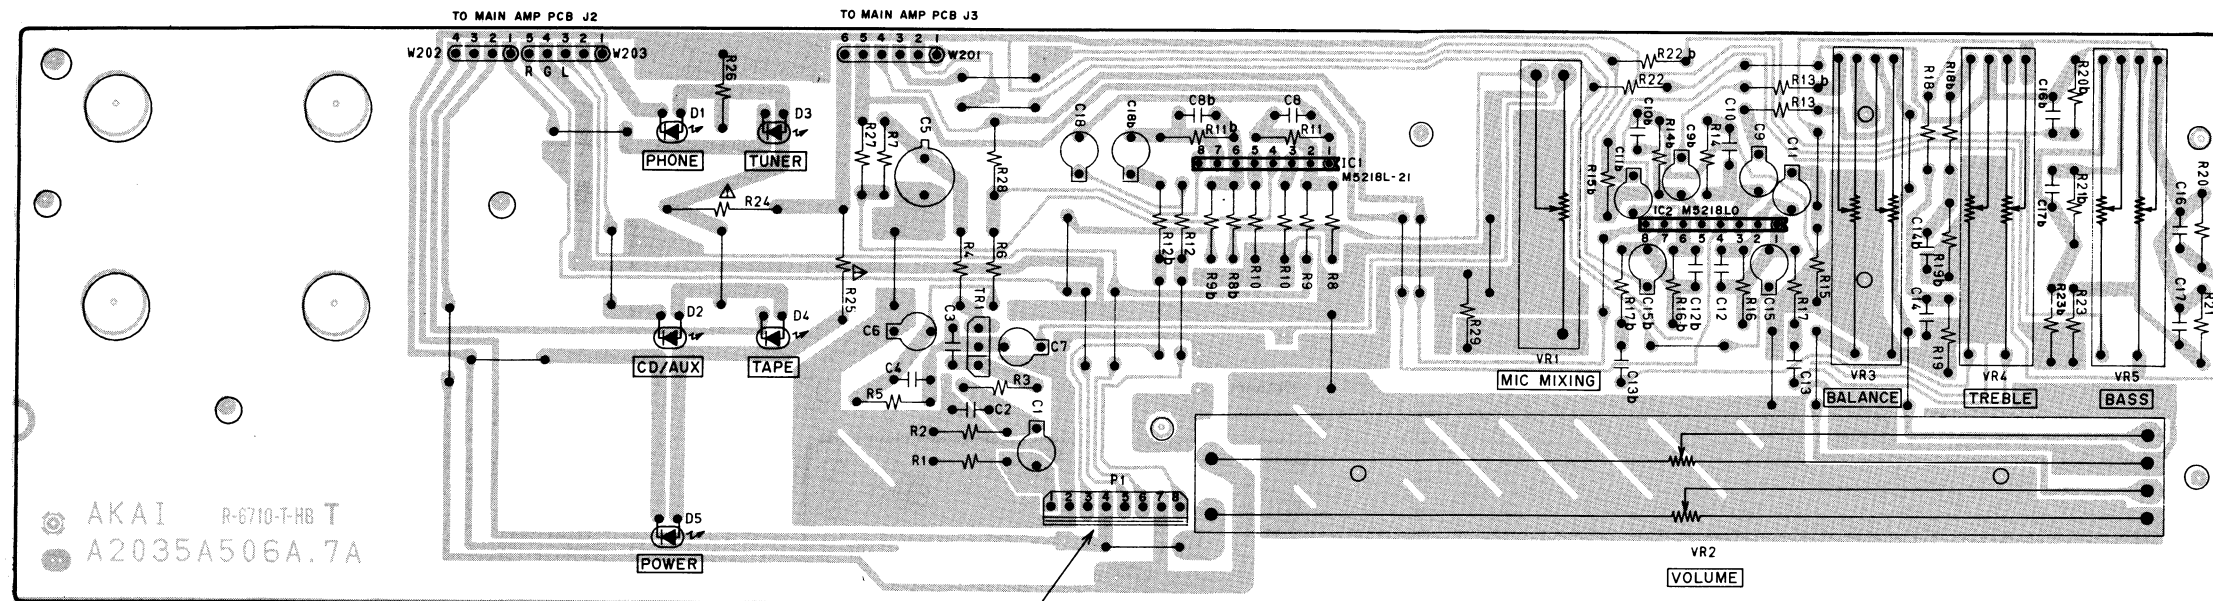 TO MAIN AMP PCB J2
TO MAIN AMP PCB J3
W202 4 3 2 1 5 4 3 2 1 W203
R G L
6 5 4 3 2 1 W201
R26
D1
D3
PHONE
TUNER
R27
R7
C5
R28
C18
C18b
C8b
C8
R11b
R11
8 7 6 5 4 3 2 1 IC1
M5218L-21
R24
R25
R4
R6
R12b
R12
R9b
R8b
R10
R10
R9
R8
R22b
R22
R13b
R13
C10b
R14b
C9b
R14
C10
C9
C11
C11b
R15b
IC2 M5218LO
8 7 6 5 4 3 2 1
R18
R18b
C16b
R20b
R21b
C17b
C16
R20
C14b
R19b
C14
R19
R23b
R23
C17
R21
R17b
C15b
R16b
C12b
C12
R16
C15
R17
R15
C13b
C13
R29
D2
D4
CD/AUX
TAPE
C6
C3
TR1
C7
C4
R5
R3
C2
C1
R2
R1
VR1
MIC MIXING
VR3
BALANCE
VR4
TREBLE
VR5
BASS
P1
1 2 3 4 5 6 7 8
AKAI R-6710-T-HB T
A2035A506A.7A
D5
POWER
VR2
VOLUME